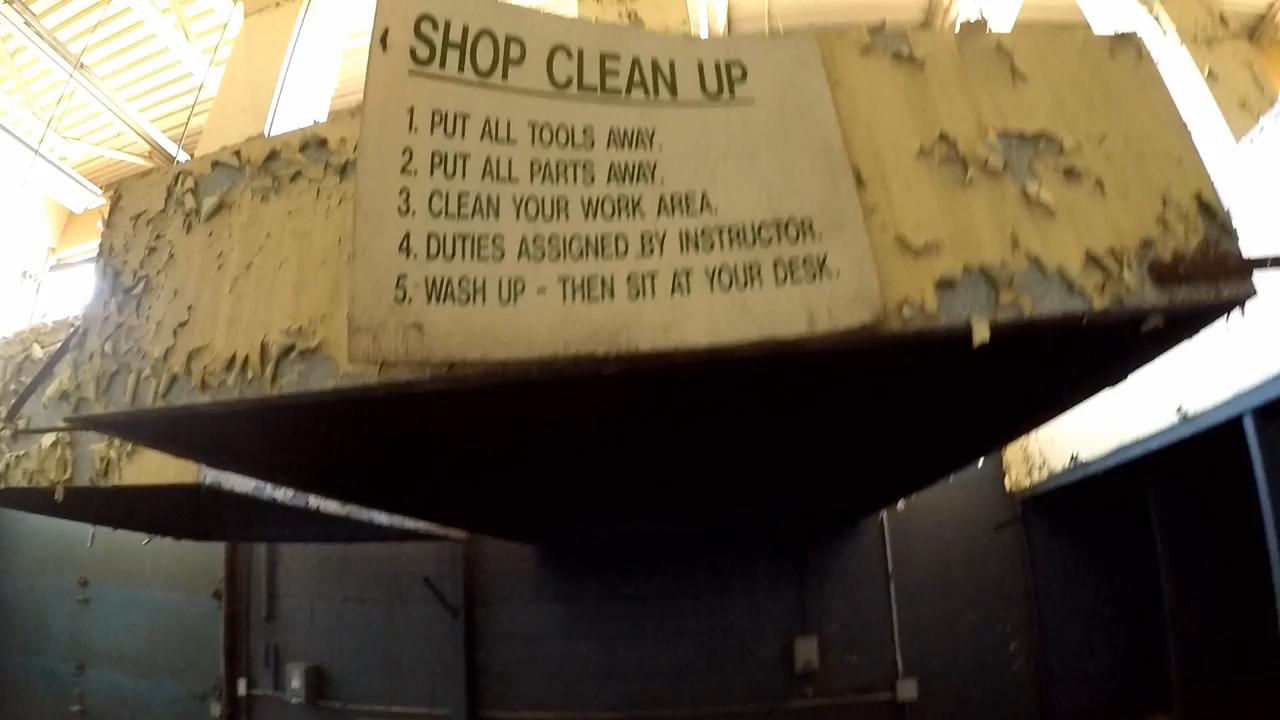 SHOP CLEAN UP
1. PUT ALL TOOLS AWAY.
2. PUT ALL PARTS AWAY.
3. CLEAN YOUR WORK AREA.
4. DUTIES ASSIGNED BY INSTRUCTOR.
5. WASH UP - THEN SIT AT YOUR DESK.